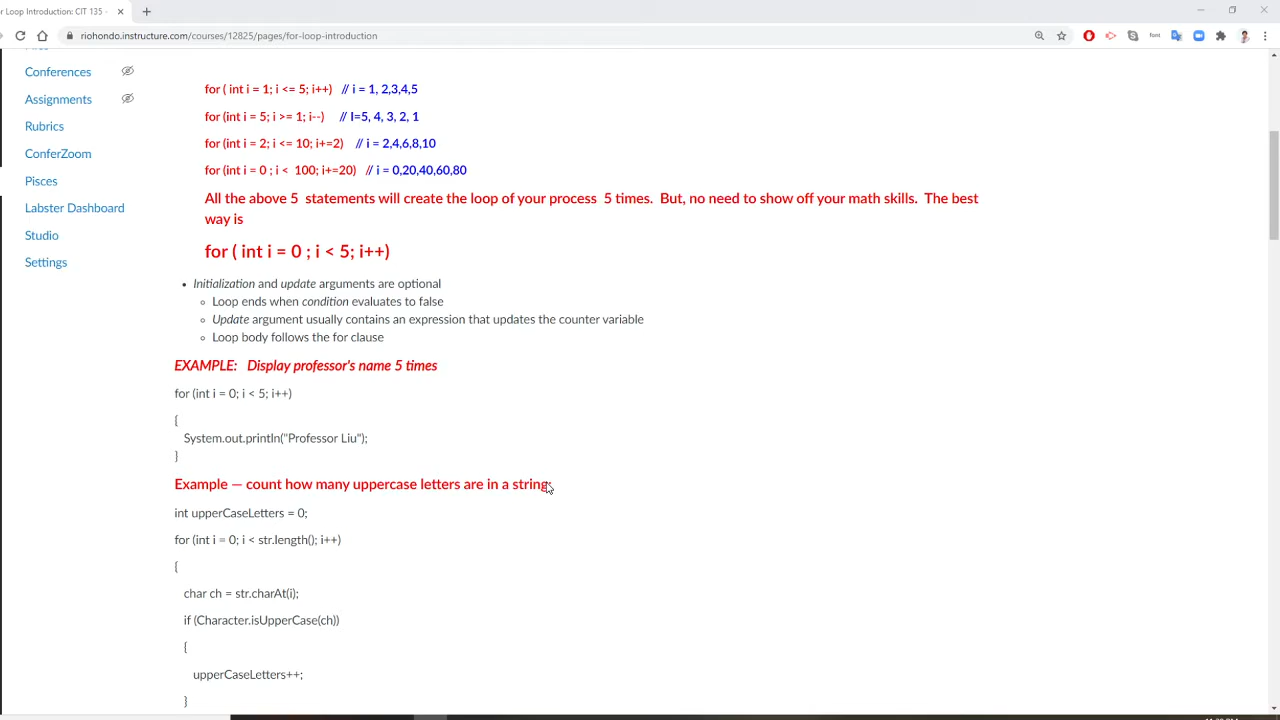 r Loop Introduction: CIT 135 -
riohondo.instructure.com/courses/12825/pages/for-loop-introduction
font
Conferences
Assignments
Rubrics
ConferZoom
Pisces
Labster Dashboard
Studio
Settings
for ( int i = 1; i <= 5; i++) // i = 1, 2,3,4,5
for (int i = 5; i >= 1; i--) // I=5, 4, 3, 2, 1
for (int i = 2; i <= 10; i+=2) // i = 2,4,6,8,10
for (int i = 0 ; i < 100; i+=20) // i = 0,20,40,60,80
All the above 5 statements will create the loop of your process 5 times. But, no need to show off your math skills. The best
way is
for ( int i = 0 ; i < 5; i++)
Initialization and update arguments are optional
Loop ends when condition evaluates to false
Update argument usually contains an expression that updates the counter variable
Loop body follows the for clause
EXAMPLE: Display professor's name 5 times
for (int i = 0; i < 5; i++)
{
System.out.println("Professor Liu");
}
Example — count how many uppercase letters are in a string:
int upperCaseLetters = 0;
for (int i = 0; i < str.length(); i++)
{
char ch = str.charAt(i);
if (Character.isUpperCase(ch))
{
upperCaseLetters++;
}